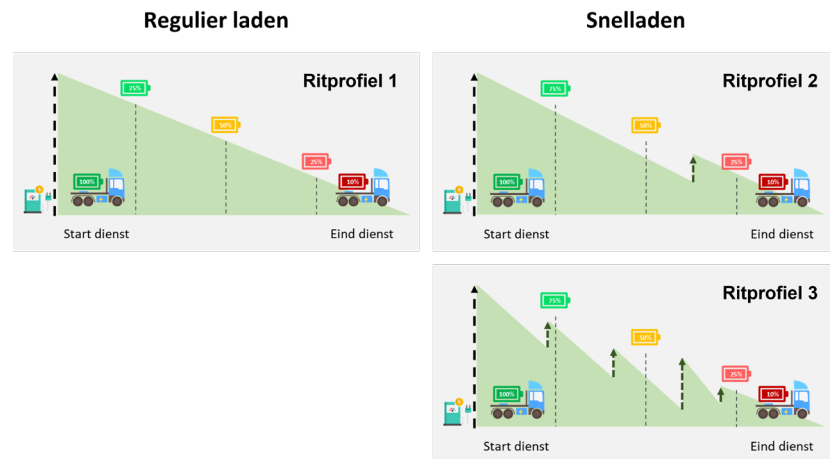 Regulier laden
Snelladen
Ritprofiel 1
75%
50%
25%
100%
10%
Start dienst
Eind dienst
Ritprofiel 2
75%
50%
25%
100%
10%
Start dienst
Eind dienst
Ritprofiel 3
75%
50%
25%
100%
10%
Start dienst
Eind dienst